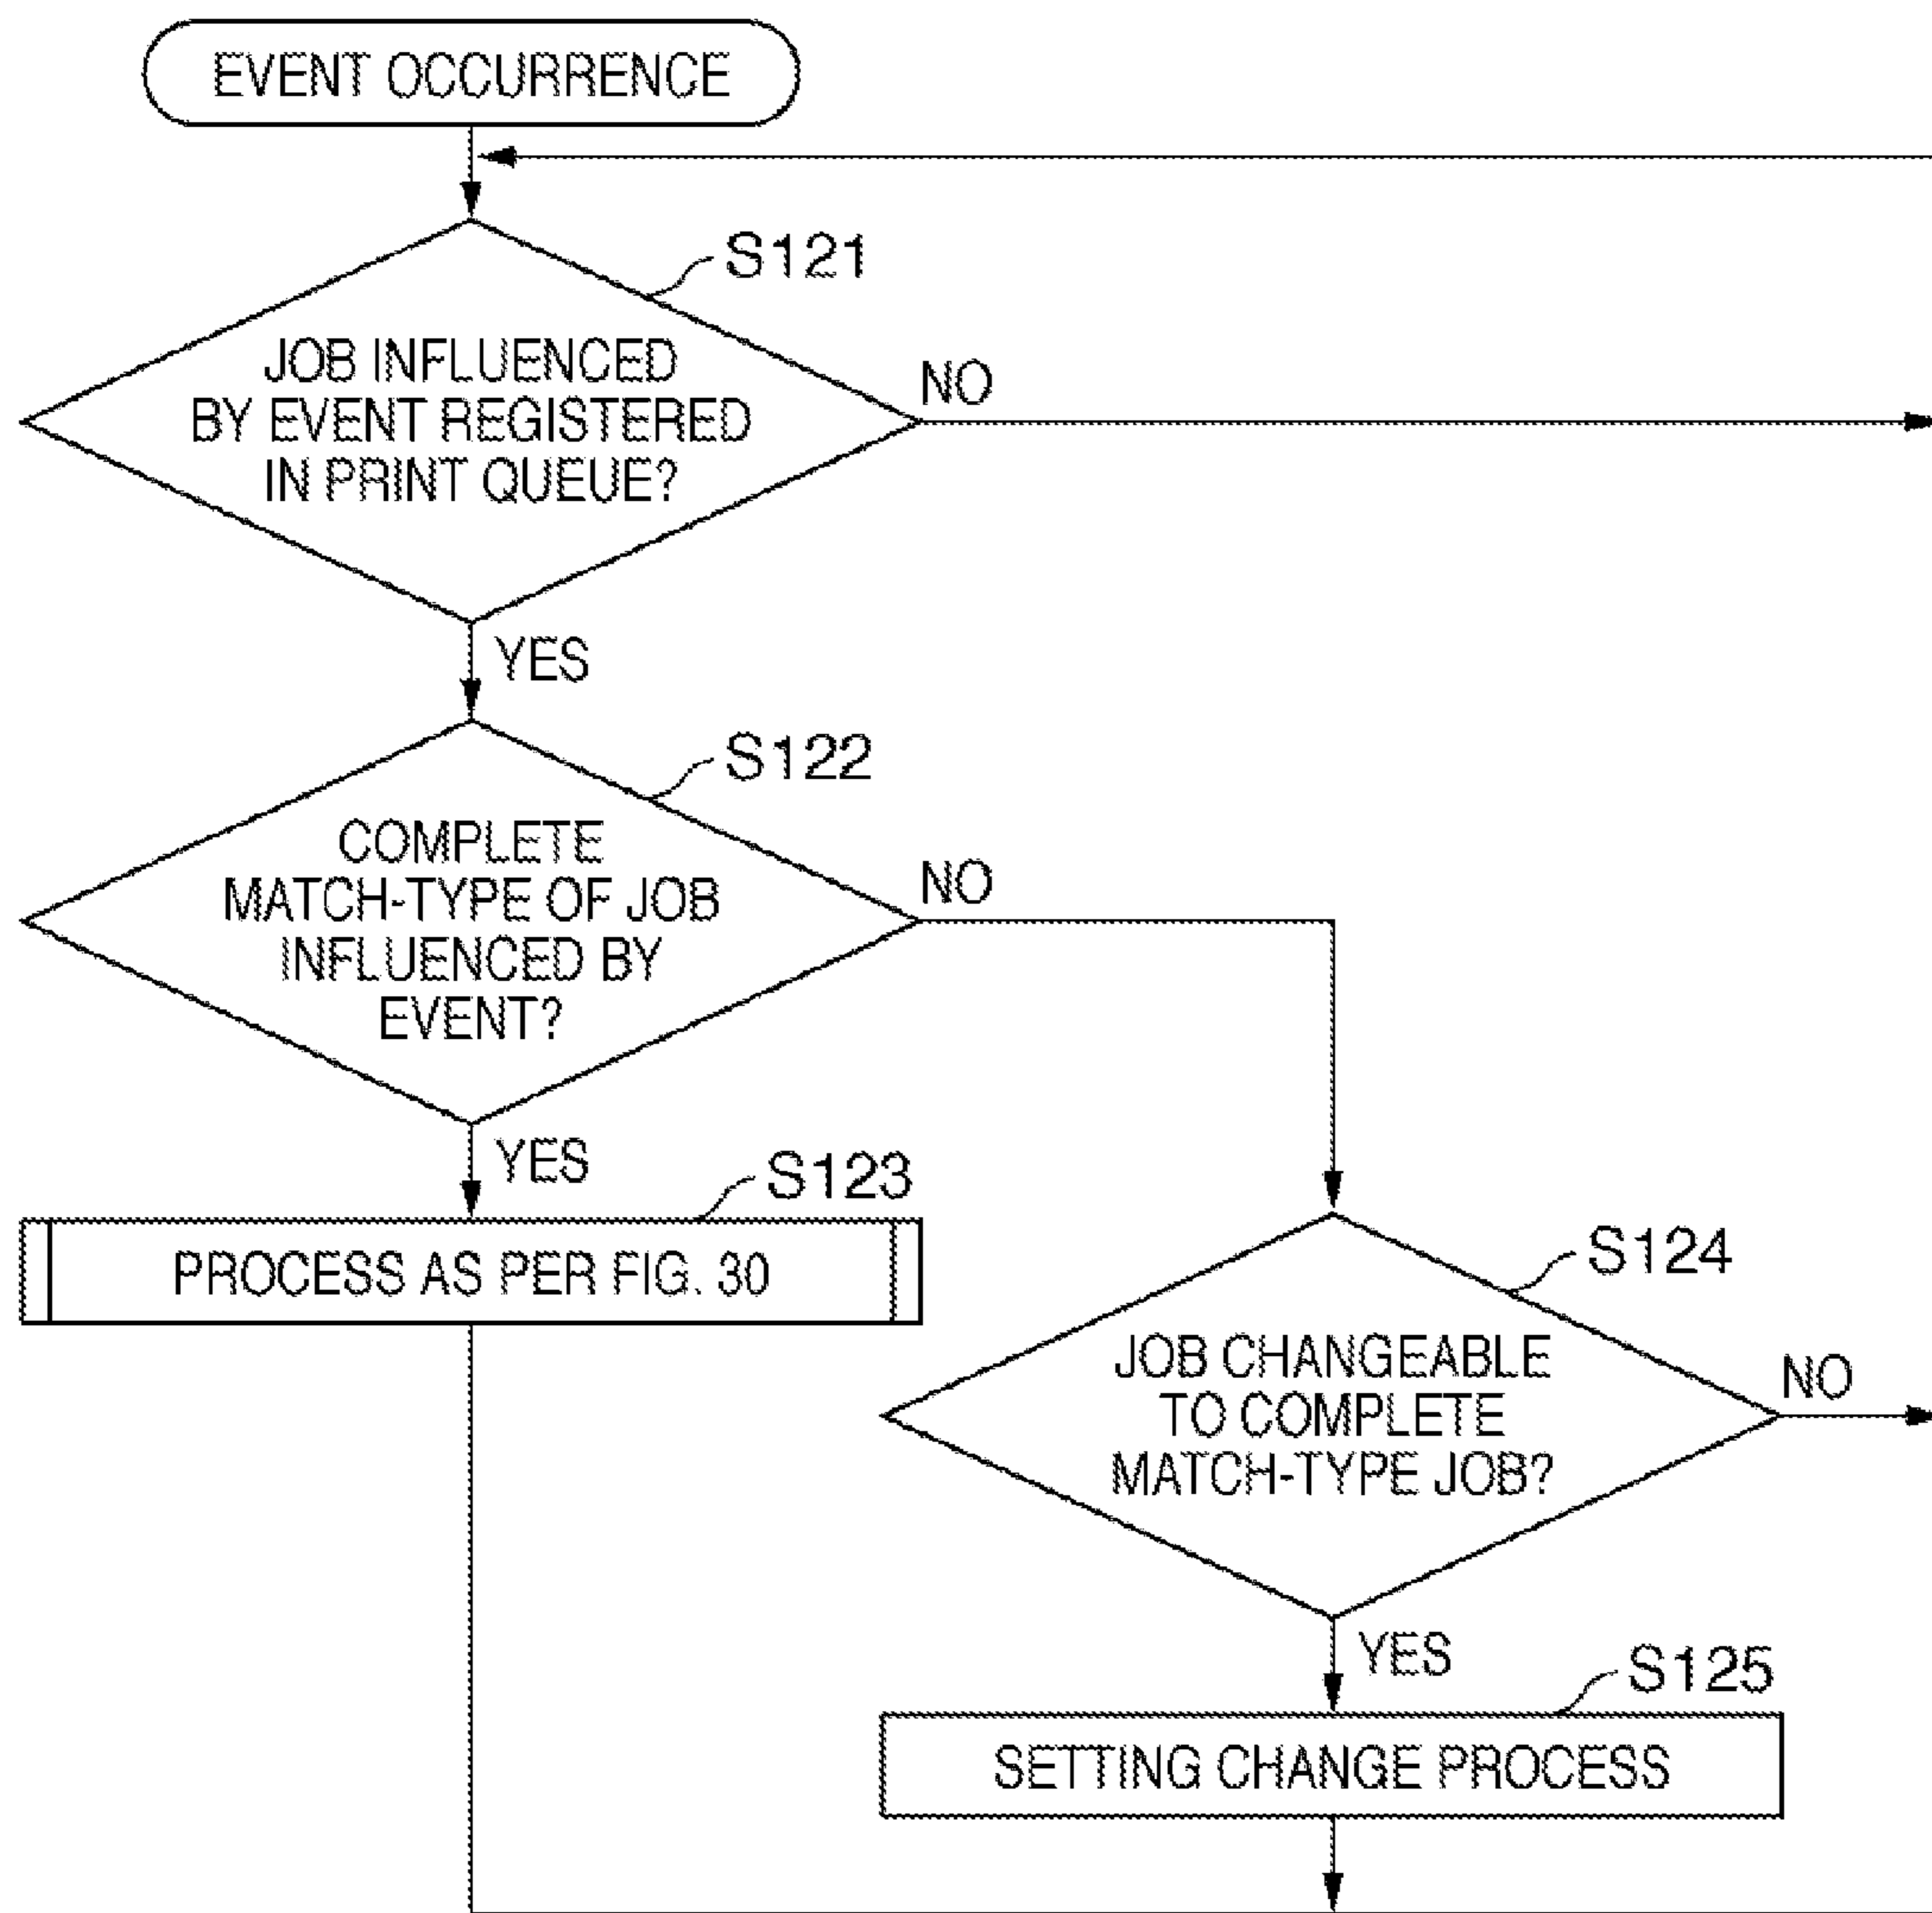 EVENT OCCURRENCE
S121
JOB INFLUENCED
BY EVENT REGISTERED
IN PRINT QUEUE?
NO
YES
S122
COMPLETE
MATCH-TYPE OF JOB
INFLUENCED BY
EVENT?
NO
YES
S123
PROCESS AS PER FIG. 30
S124
JOB CHANGEABLE
TO COMPLETE
MATCH-TYPE JOB?
NO
YES
S125
SETTING CHANGE PROCESS